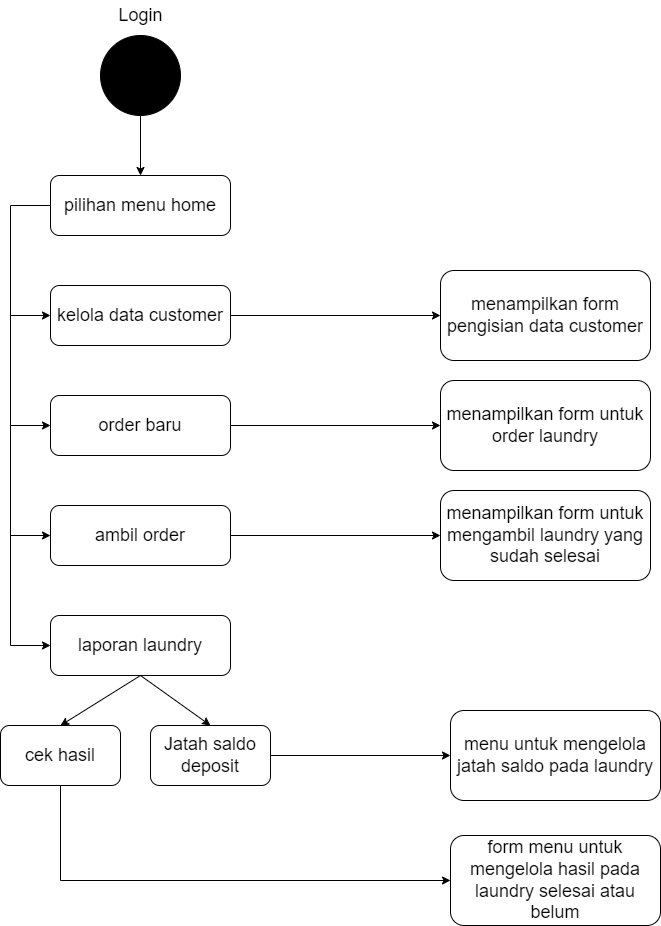 Login
pilihan menu home
kelola data customer
menampilkan form
pengisian data customer
order baru
menampilkan form untuk
order laundry
ambil order
menampilkan form untuk
mengambil laundry yang
sudah selesai
laporan laundry
cek hasil
Jatah saldo
deposit
menu untuk mengelola
jatah saldo pada laundry
form menu untuk
mengelola hasil pada
laundry selesai atau
belum